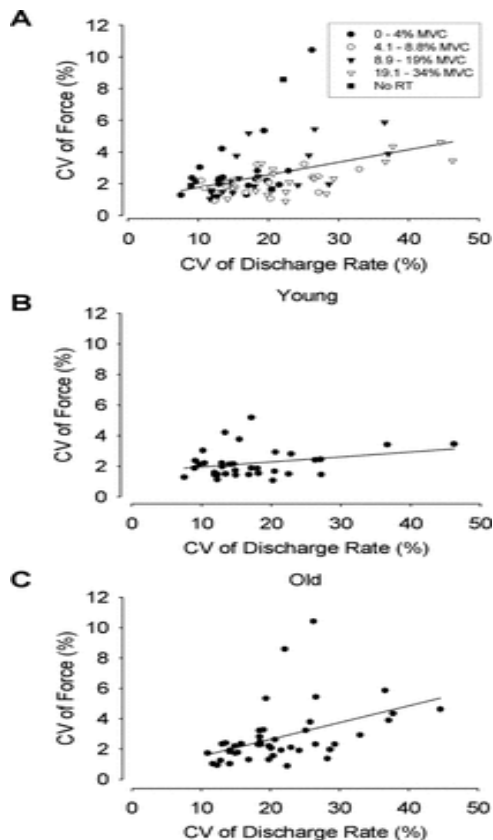 A
● 0 - 4% MVC
○ 4.1 - 8.8% MVC
▼ 8.9 - 19% MVC
▽ 19.1 - 34% MVC
■ No RT
CV of Force (%)
12
10
8
6
4
2
0
0 10 20 30 40 50
CV of Discharge Rate (%)
B
Young
CV of Force (%)
12
10
8
6
4
2
0
0 10 20 30 40 50
CV of Discharge Rate (%)
C
Old
CV of Force (%)
12
10
8
6
4
2
0
0 10 20 30 40 50
CV of Discharge Rate (%)